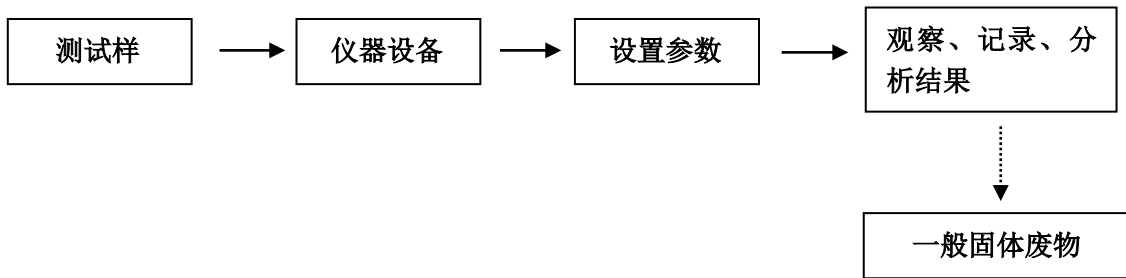 测试样
仪器设备
设置参数
观察、记录、分
析结果
一般固体废物